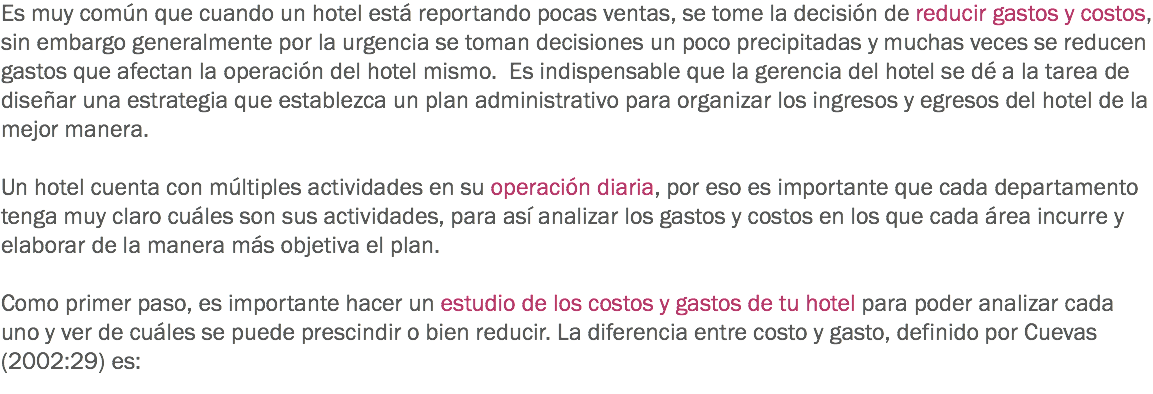 Es muy común que cuando un hotel está reportando pocas ventas, se tome la decisión de reducir gastos y costos,
sin embargo generalmente por la urgencia se toman decisiones un poco precipitadas y muchas veces se reducen
gastos que afectan la operación del hotel mismo.  Es indispensable que la gerencia del hotel se dé a la tarea de
diseñar una estrategia que establezca un plan administrativo para organizar los ingresos y egresos del hotel de la
mejor manera.
Un hotel cuenta con múltiples actividades en su operación diaria, por eso es importante que cada departamento
tenga muy claro cuáles son sus actividades, para así analizar los gastos y costos en los que cada área incurre y
elaborar de la manera más objetiva el plan.
Como primer paso, es importante hacer un estudio de los costos y gastos de tu hotel para poder analizar cada
uno y ver de cuáles se puede prescindir o bien reducir. La diferencia entre costo y gasto, definido por Cuevas
(2002:29) es: